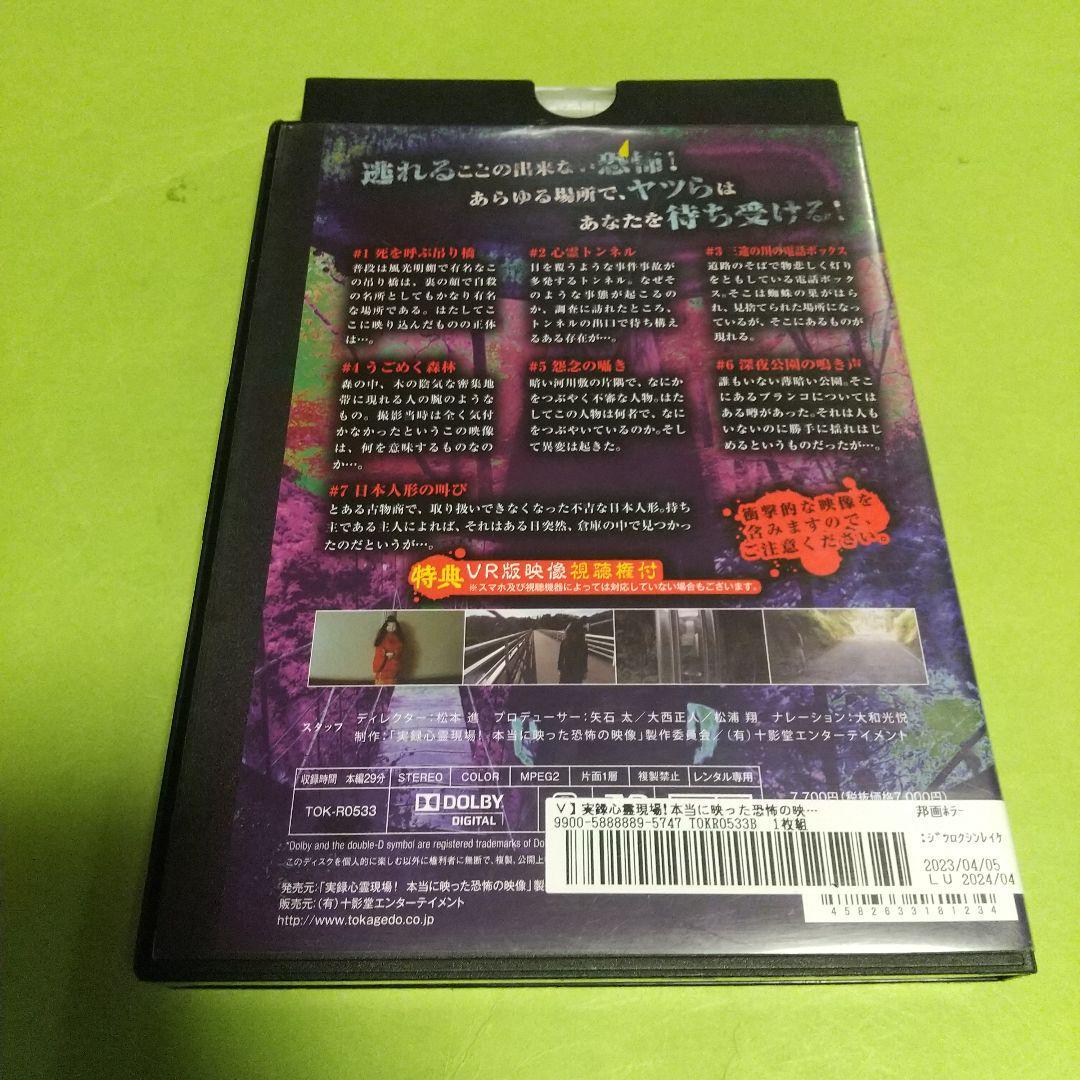 逃れることの出来ない恐怖!
あらゆる場所で、ヤツらは
あなたを待ち受ける!
#1 死を呼ぶ吊り橋
普段は風光明媚で有名なこ
の吊り橋は、裏の顔で自殺
の名所としてもかなり有名
な場所である。はたしてこ
こに映り込んだものの正体
は…。
#2 心霊トンネル
目を覆うような事件事故が
多発するトンネル。なぜそ
のような事態が起こるの
か、調査に訪れたところ、
トンネルの出口で待ち構え
るある存在が…。
#3 三途の川の電話ボックス
道路のそばで物悲しく灯り
をともしている電話ボック
ス。そこは蜘蛛の巣がはら
れ、見捨てられた場所になっ
ているが、そこにあるものが
現れる。
#4 うごめく森林
森の中、木の陰気な密集地
帯に現れる人の腕のような
もの。撮影当時は全く気付
かなかったというこの映像
は、何を意味するものなの
か…。
#5 怨念の囁き
暗い河川敷の片隅で、なにか
をつぶやく不審な人物。はた
してこの人物は何者で、なに
をつぶやいているのか。そし
て異変は起きた。
#6 深夜公園の鳴き声
誰もいない薄暗い公園。そこ
にあるブランコについては
ある噂があった。それは人も
いないのに勝手に揺れはじ
めるというものだったが…。
#7 日本人形の叫び
とある古物商で、取り扱いできなくなった不吉な日本人形。持ち
主である主人によれば、それはある日突然、倉庫の中で見つかっ
たのだというが…。
衝撃的な映像を
含みますので、
ご注意ください。
特典 VR版映像視聴権付
※スマホ及び視聴機器によっては対応していない場合もございます。
スタッフ
ディレクター:松本 進 プロデューサー:矢石 太/大西正人/松浦 翔 ナレーション:大和光悦
制作:「実録心霊現場! 本当に映った恐怖の映像」製作委員会/(有)十影堂エンターテイメント
収録時間 本編29分 STEREO COLOR MPEG2 片面1層 複製禁止 レンタル専用
TOK-R0533 DOLBY DIGITAL
7,700円(税抜価格7,000円)
V】実録心霊現場!本当に映った恐怖の映…
9900-5888889-5747 TOKR0533B 1枚組
邦画ホラー
:ジツロクシンレイゲ
2023/04/05
LU 2024/04
4582633181234
*Dolby and the double-D symbol are registered trademarks of Do
このディスクを個人的に楽しむ以外に権利者に無断で、複製、公開上
発売元:「実録心霊現場! 本当に映った恐怖の映像」製
販売元:(有)十影堂エンターテイメント
http://www.tokagedo.co.jp